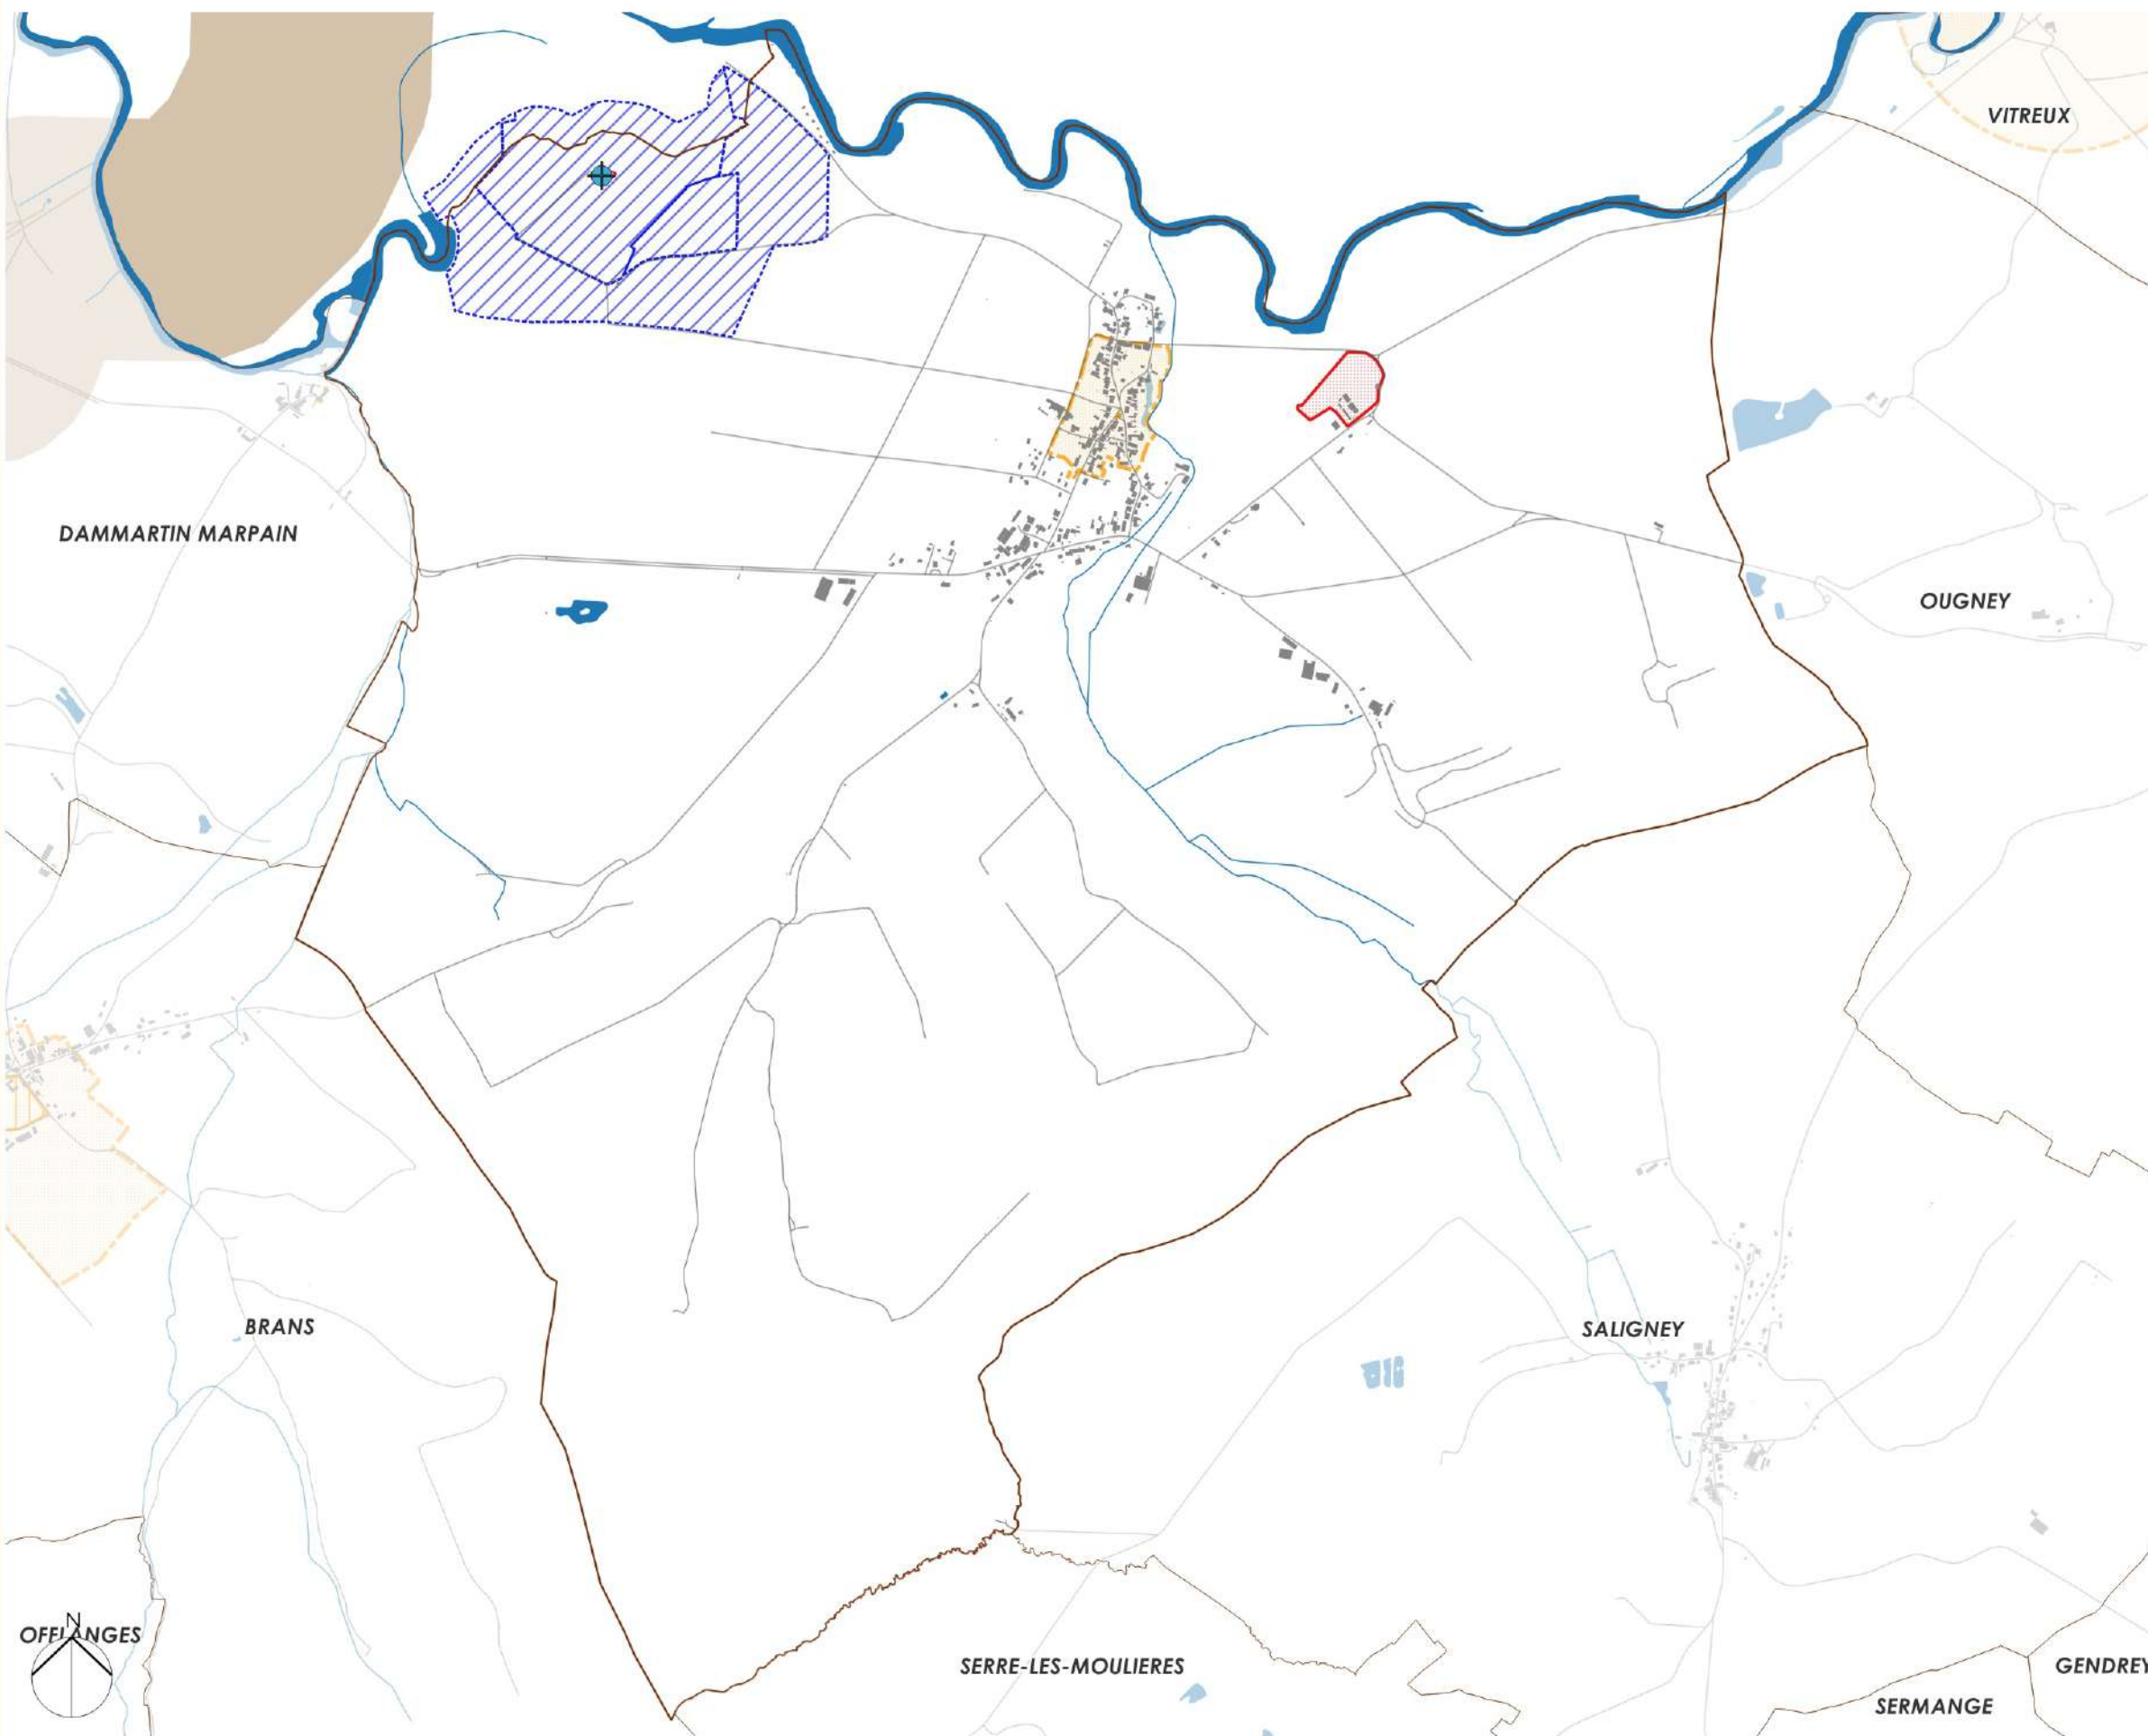 VITREUX
DAMMARTIN MARPAIN
OUGNEY
BRANS
SALIGNEY
N
OFFLANGES
SERRE-LES-MOULIERES
GENDREY
SERMANGE